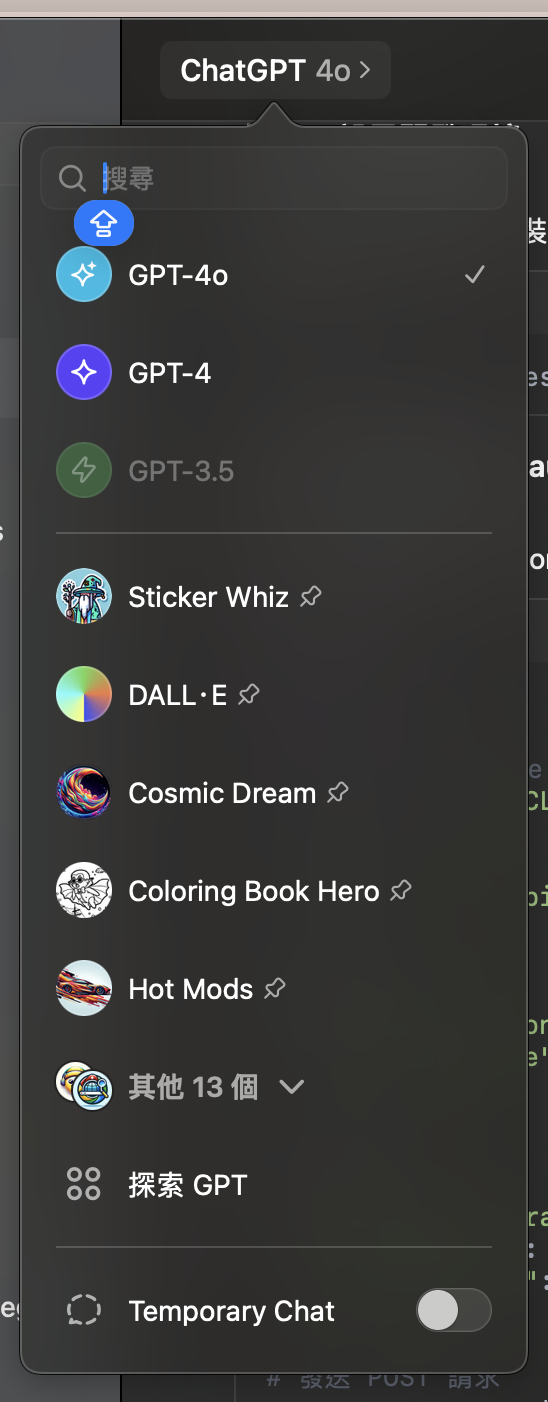 ChatGPT 4o
搜尋
GPT-4o
GPT-4
GPT-3.5
Sticker Whiz
DALL·E
Cosmic Dream
Coloring Book Hero
Hot Mods
其他 13 個
探索 GPT
Temporary Chat
# 發送 POST 請求